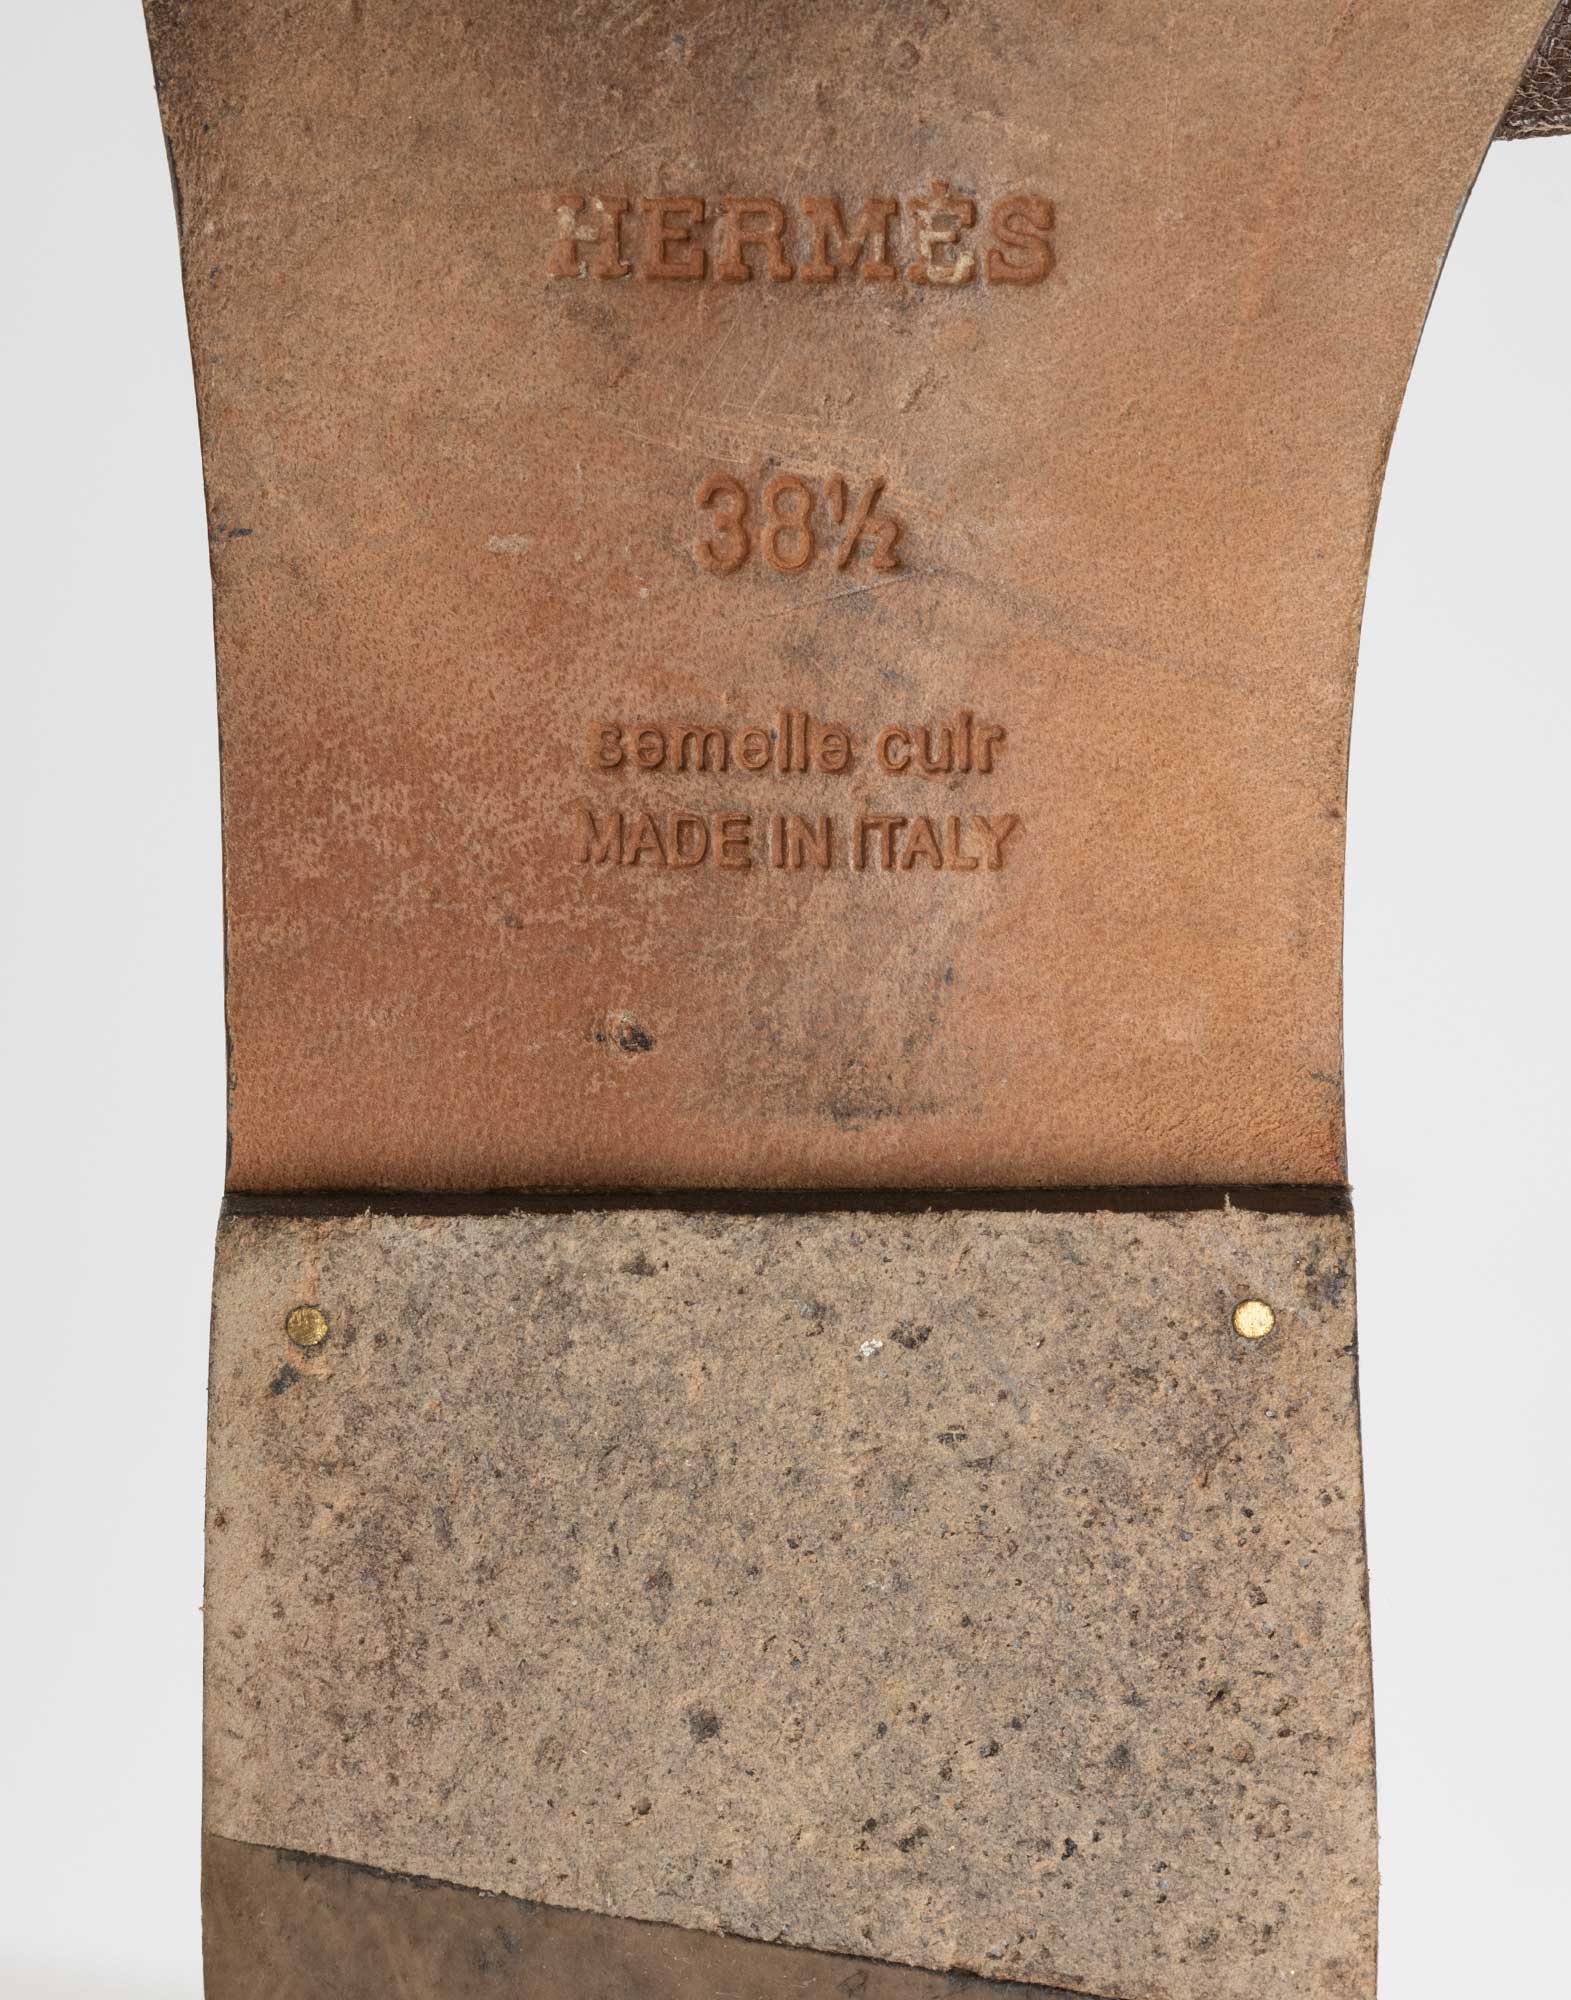 HERMÈS
38½
semelle cuir
MADE IN ITALY